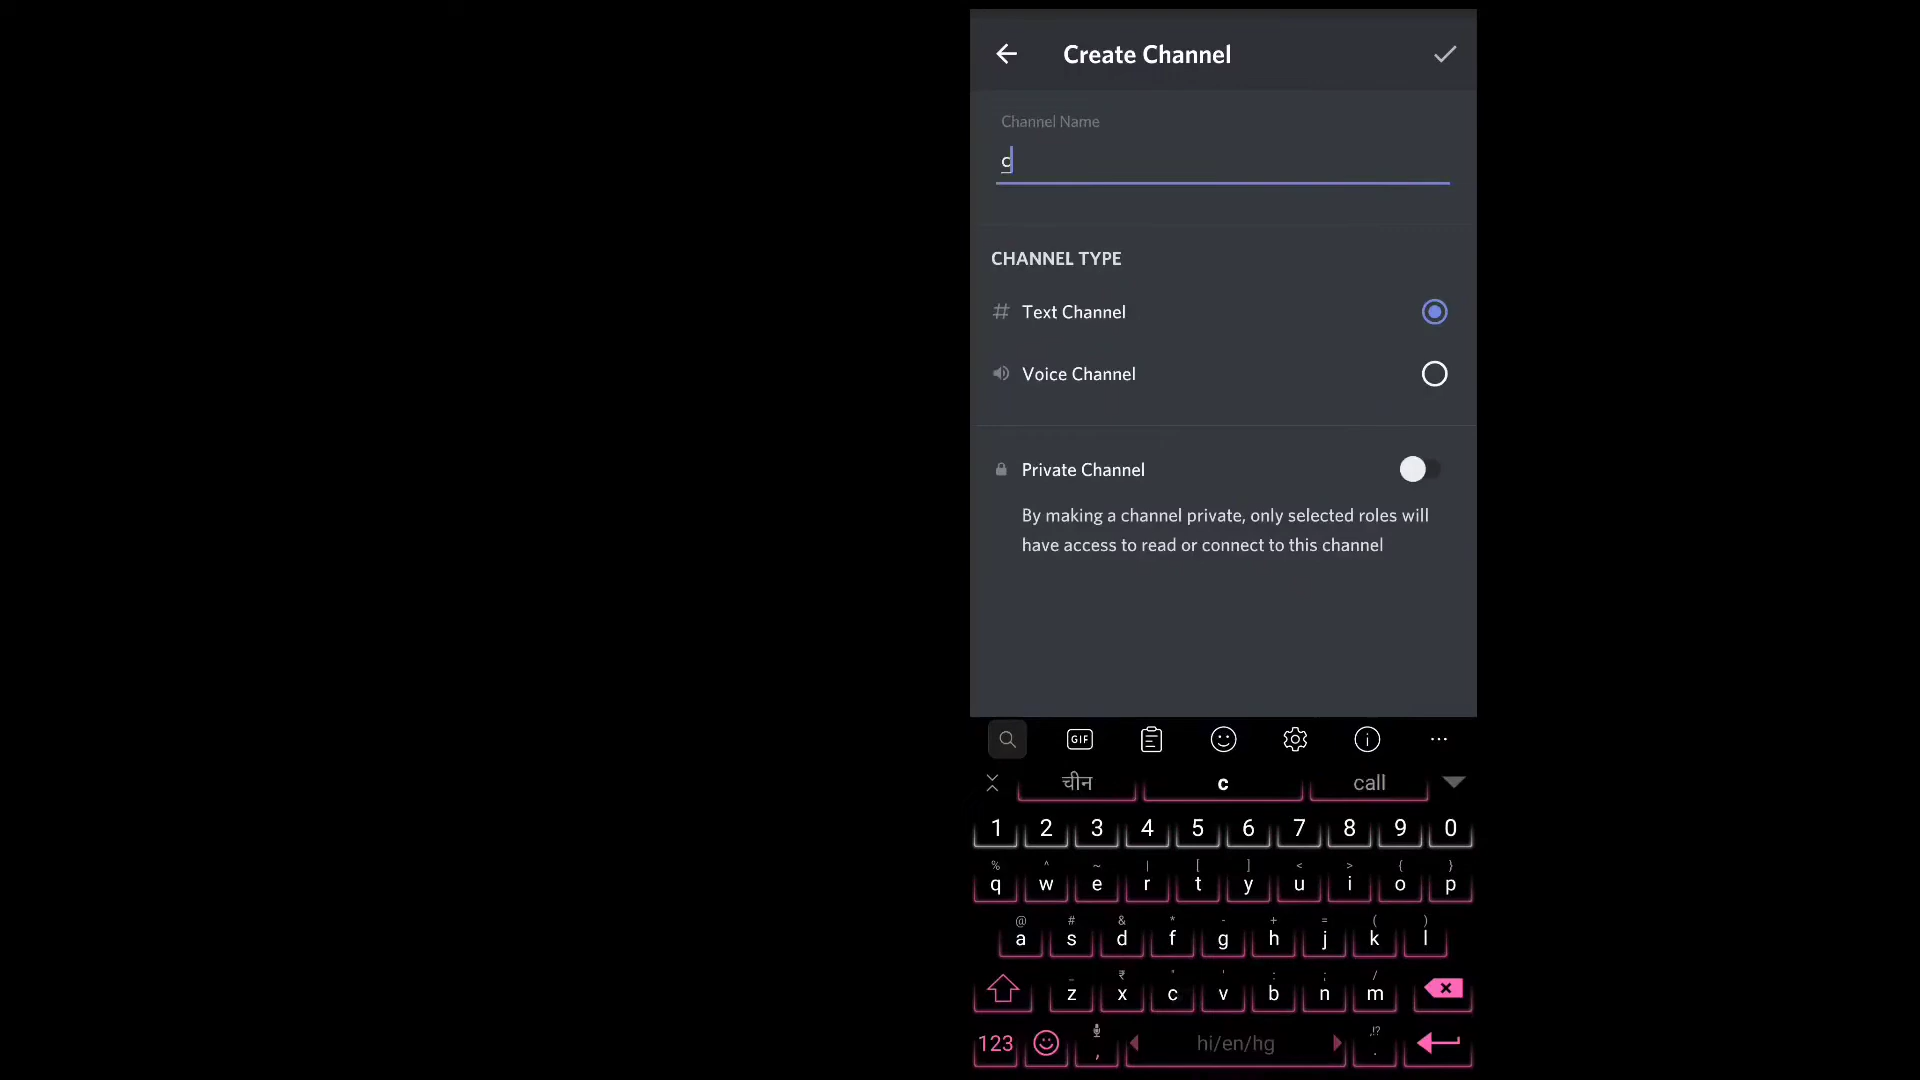 Create Channel
Channel Name
c
CHANNEL TYPE
# Text Channel
Voice Channel
Private Channel
By making a channel private, only selected roles will
have access to read or connect to this channel
GIF
चीन c call
1 2 3 4 5 6 7 8 9 0
% ^ ~ | [ ] < > { }
q w e r t y u i o p
@ # & * - + = ( )
a s d f g h j k l
_ ₹ " ' : ; /
z x c v b n m
,!?
123 , hi/en/hg .